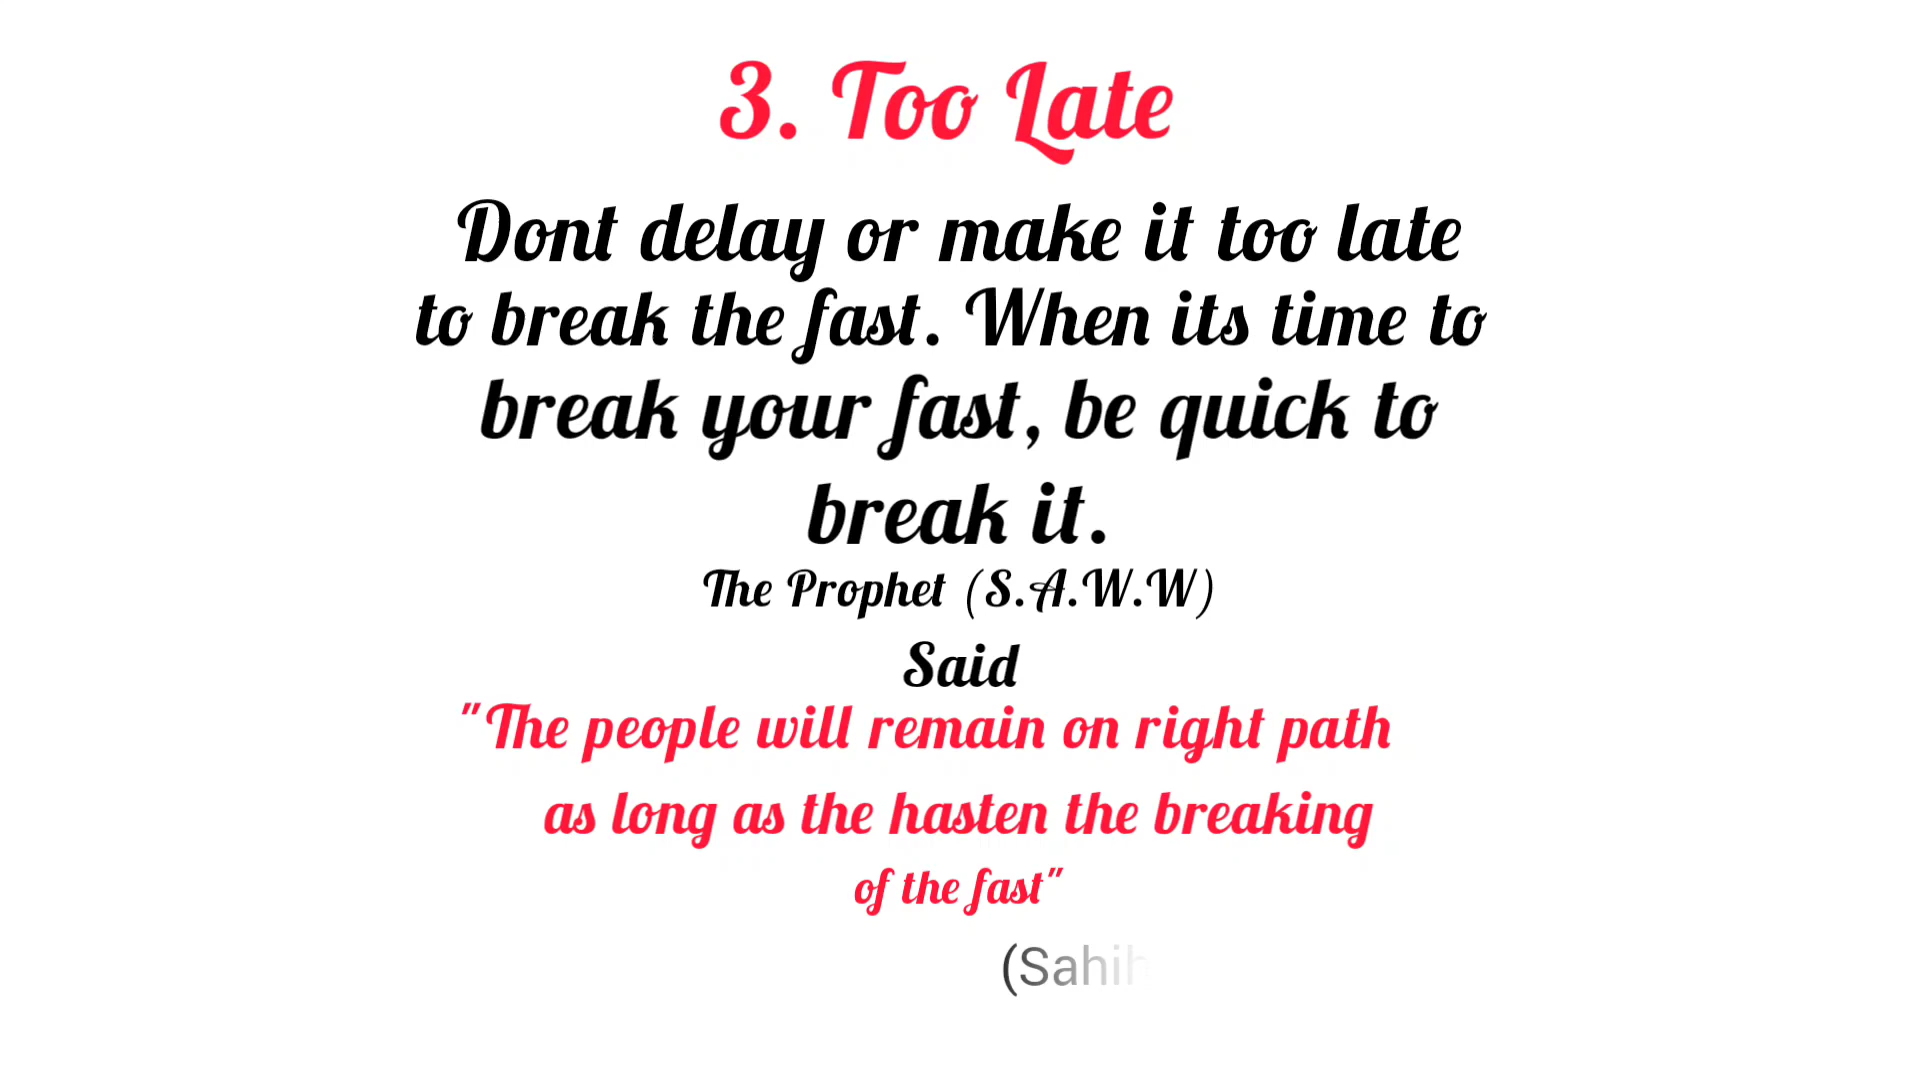 3. Too Late
Dont delay or make it too late
to break the fast. When its time to
break your fast, be quick to
break it.
The Prophet (S.A.W.W)
Said
"The people will remain on right path
as long as the hasten the breaking
of the fast"
(Sahih